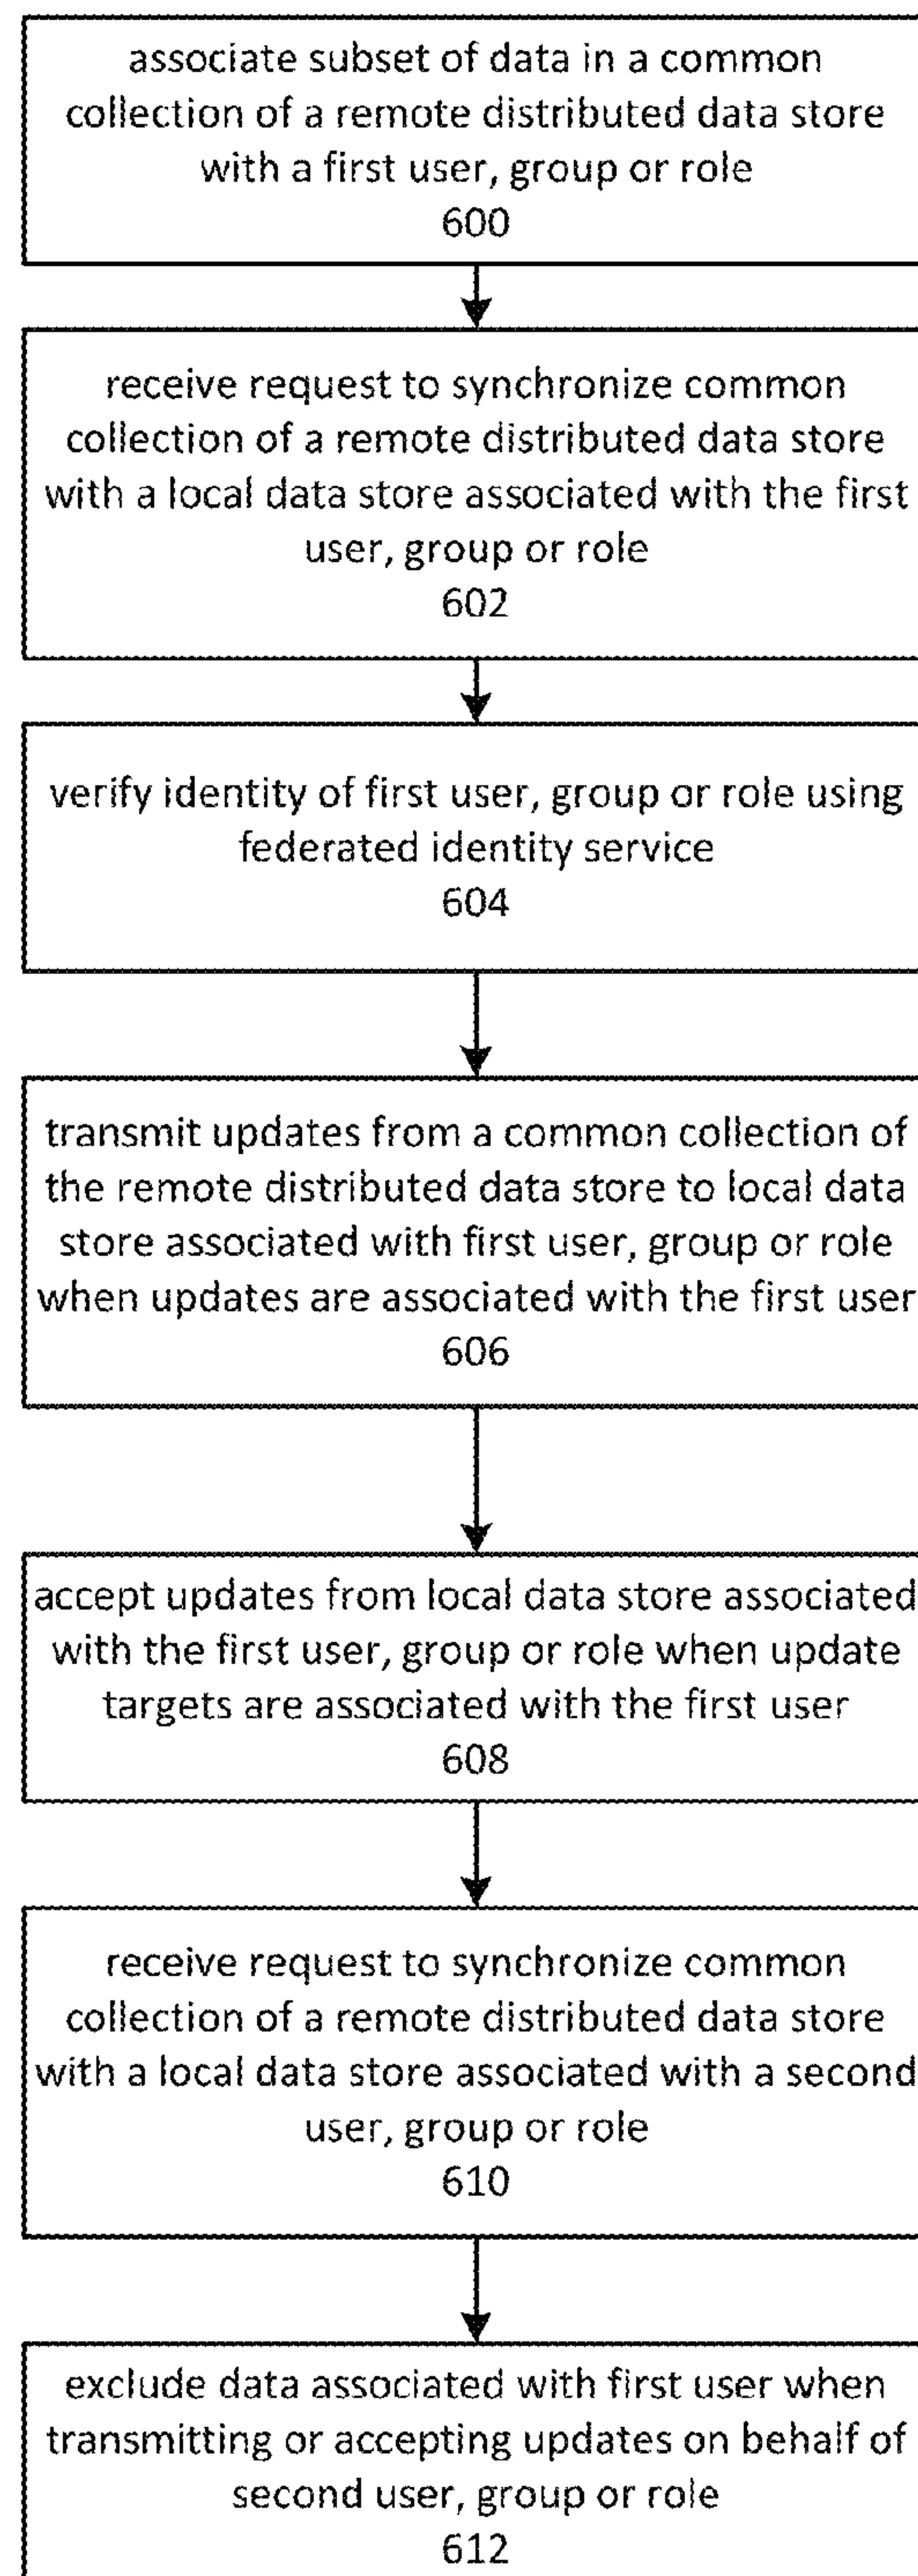 associate subset of data in a common
collection of a remote distributed data store
with a first user, group or role
600
receive request to synchronize common
collection of a remote distributed data store
with a local data store associated with the first
user, group or role
602
verify identity of first user, group or role using
federated identity service
604
transmit updates from a common collection of
the remote distributed data store to local data
store associated with first user, group or role
when updates are associated with the first user
606
accept updates from local data store associated
with the first user, group or role when update
targets are associated with the first user
608
receive request to synchronize common
collection of a remote distributed data store
with a local data store associated with a second
user, group or role
610
exclude data associated with first user when
transmitting or accepting updates on behalf of
second user, group or role
612